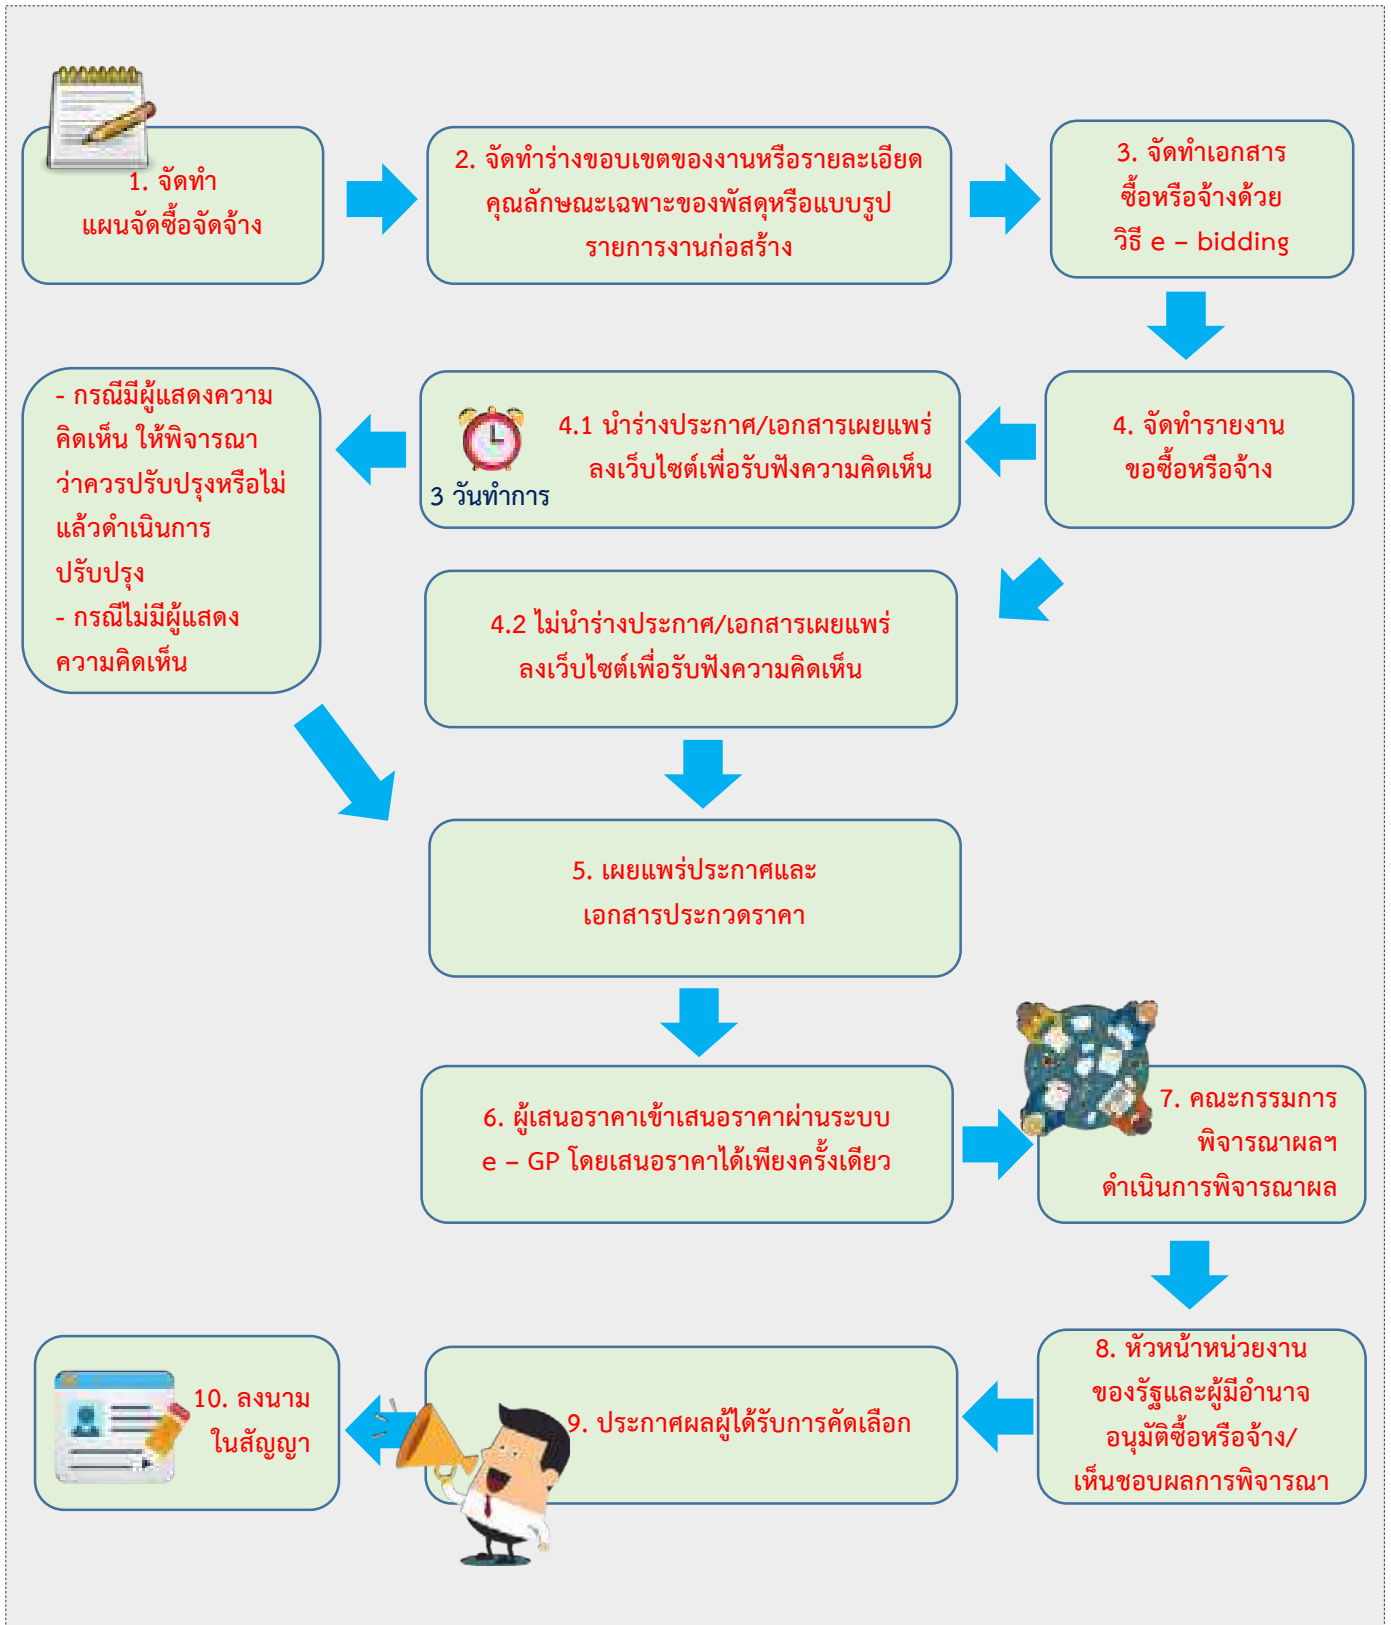 1. จัดทำ
แผนจัดซื้อจัดจ้าง
2. จัดทำร่างขอบเขตของงานหรือรายละเอียด
คุณลักษณะเฉพาะของพัสดุหรือแบบรูป
รายการงานก่อสร้าง
3. จัดทำเอกสาร
ซื้อหรือจ้างด้วย
วิธี e – bidding
4. จัดทำรายงาน
ขอซื้อหรือจ้าง
4.1 นำร่างประกาศ/เอกสารเผยแพร่
ลงเว็บไซต์เพื่อรับฟังความคิดเห็น
3 วันทำการ
- กรณีมีผู้แสดงความ
คิดเห็น ให้พิจารณา
ว่าควรปรับปรุงหรือไม่
แล้วดำเนินการ
ปรับปรุง
- กรณีไม่มีผู้แสดง
ความคิดเห็น
4.2 ไม่นำร่างประกาศ/เอกสารเผยแพร่
ลงเว็บไซต์เพื่อรับฟังความคิดเห็น
5. เผยแพร่ประกาศและ
เอกสารประกวดราคา
6. ผู้เสนอราคาเข้าเสนอราคาผ่านระบบ
e – GP โดยเสนอราคาได้เพียงครั้งเดียว
7. คณะกรรมการ
พิจารณาผลฯ
ดำเนินการพิจารณาผล
8. หัวหน้าหน่วยงาน
ของรัฐและผู้มีอำนาจ
อนุมัติซื้อหรือจ้าง/
เห็นชอบผลการพิจารณา
9. ประกาศผลผู้ได้รับการคัดเลือก
10. ลงนาม
ในสัญญา